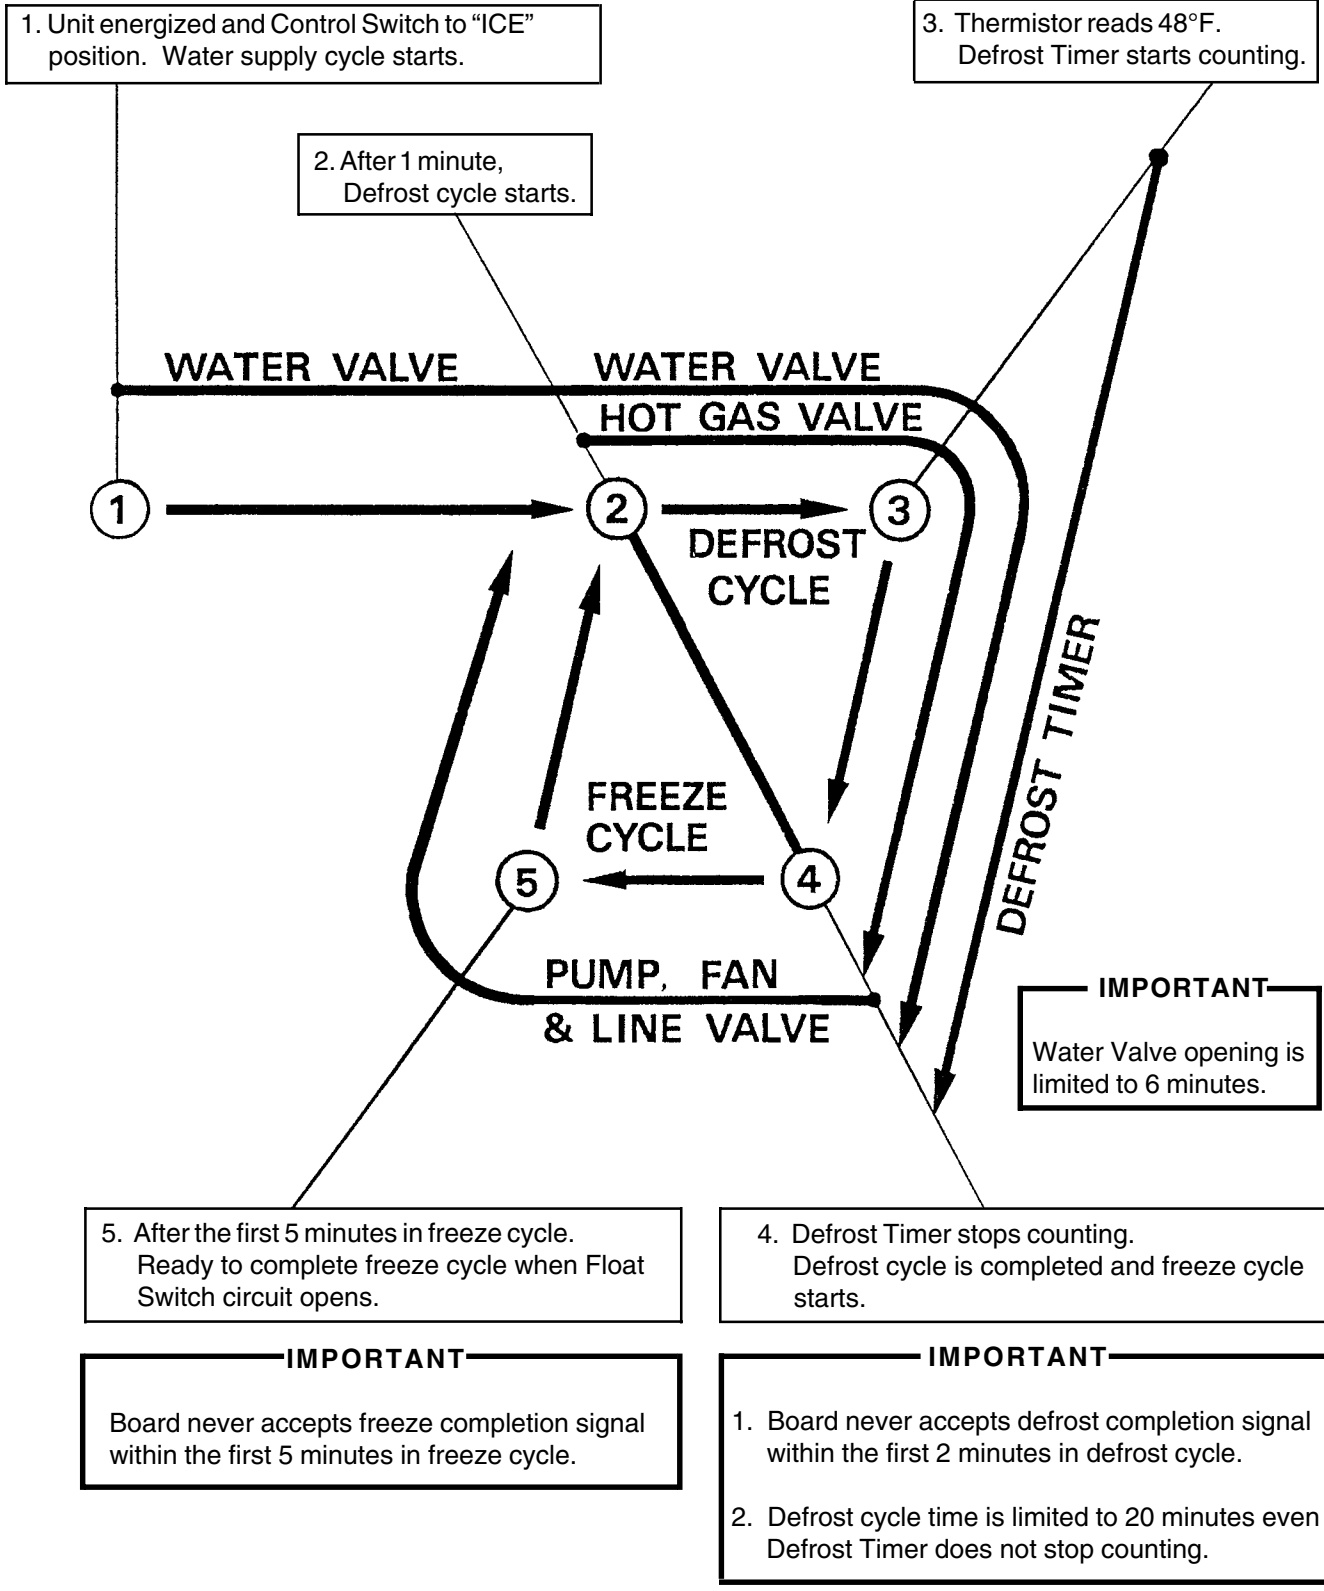 1. Unit energized and Control Switch to “ICE”
position. Water supply cycle starts.
3. Thermistor reads 48°F.
Defrost Timer starts counting.
2. After 1 minute,
Defrost cycle starts.
WATER VALVE
WATER VALVE
HOT GAS VALVE
1
2
3
DEFROST
CYCLE
DEFROST TIMER
FREEZE
CYCLE
5
4
PUMP, FAN
& LINE VALVE
IMPORTANT
Water Valve opening is
limited to 6 minutes.
5. After the first 5 minutes in freeze cycle.
Ready to complete freeze cycle when Float
Switch circuit opens.
4. Defrost Timer stops counting.
Defrost cycle is completed and freeze cycle
starts.
IMPORTANT
Board never accepts freeze completion signal
within the first 5 minutes in freeze cycle.
IMPORTANT
1. Board never accepts defrost completion signal
within the first 2 minutes in defrost cycle.
2. Defrost cycle time is limited to 20 minutes even
Defrost Timer does not stop counting.